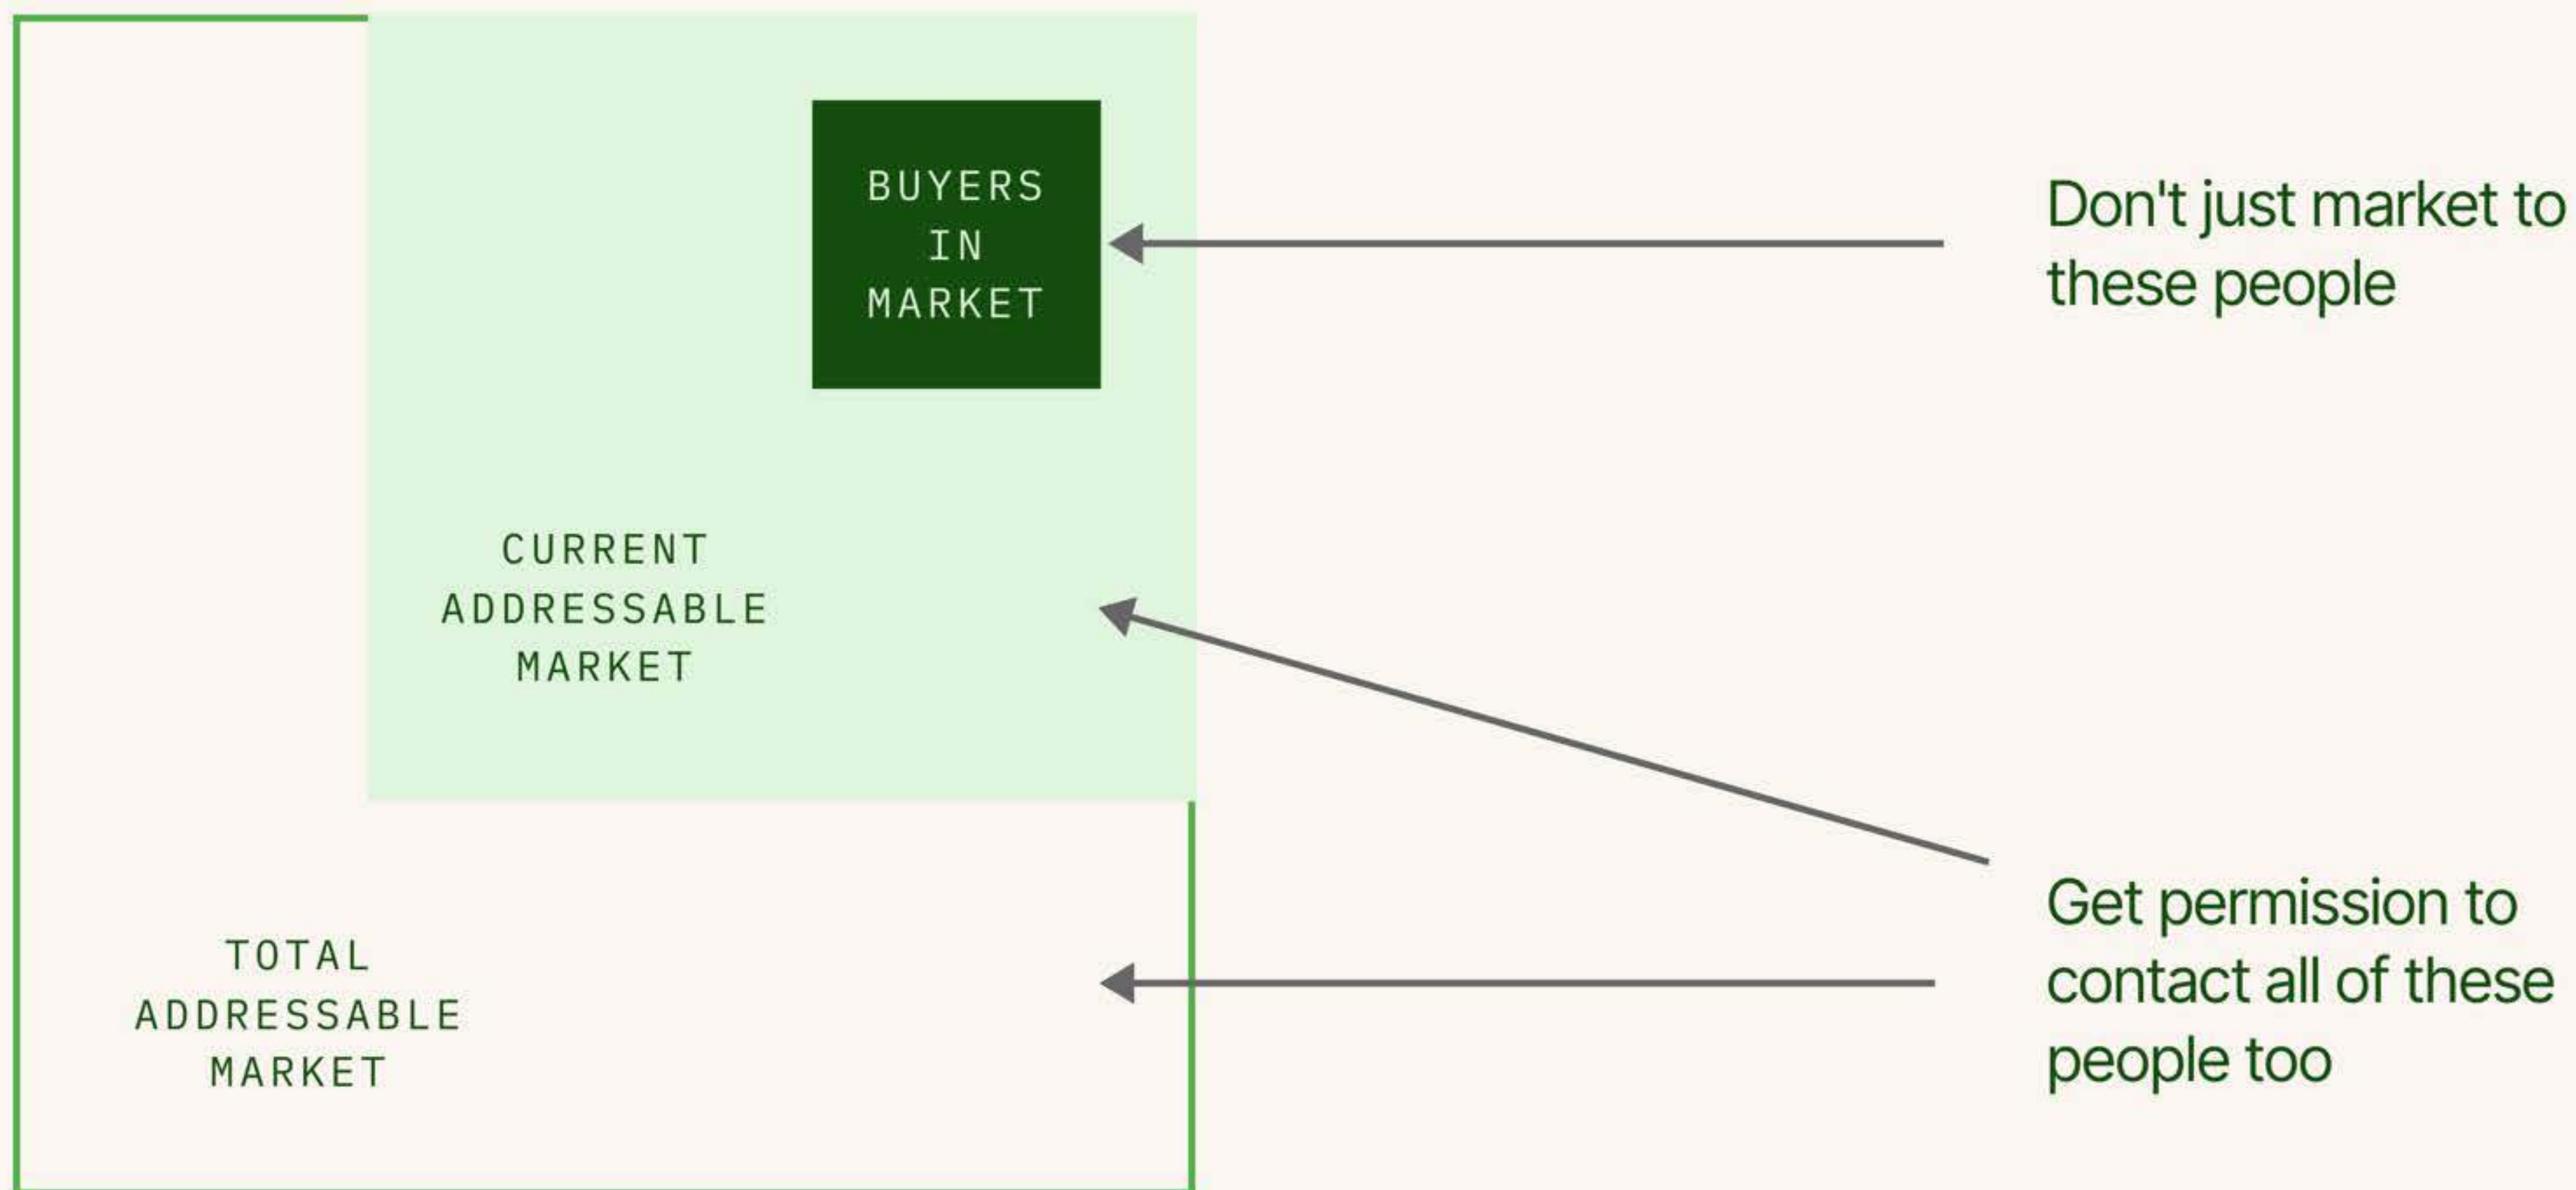 BUYERS
IN
MARKET
Don't just market to
these people
CURRENT
ADDRESSABLE
MARKET
TOTAL
ADDRESSABLE
MARKET
Get permission to
contact all of these
people too